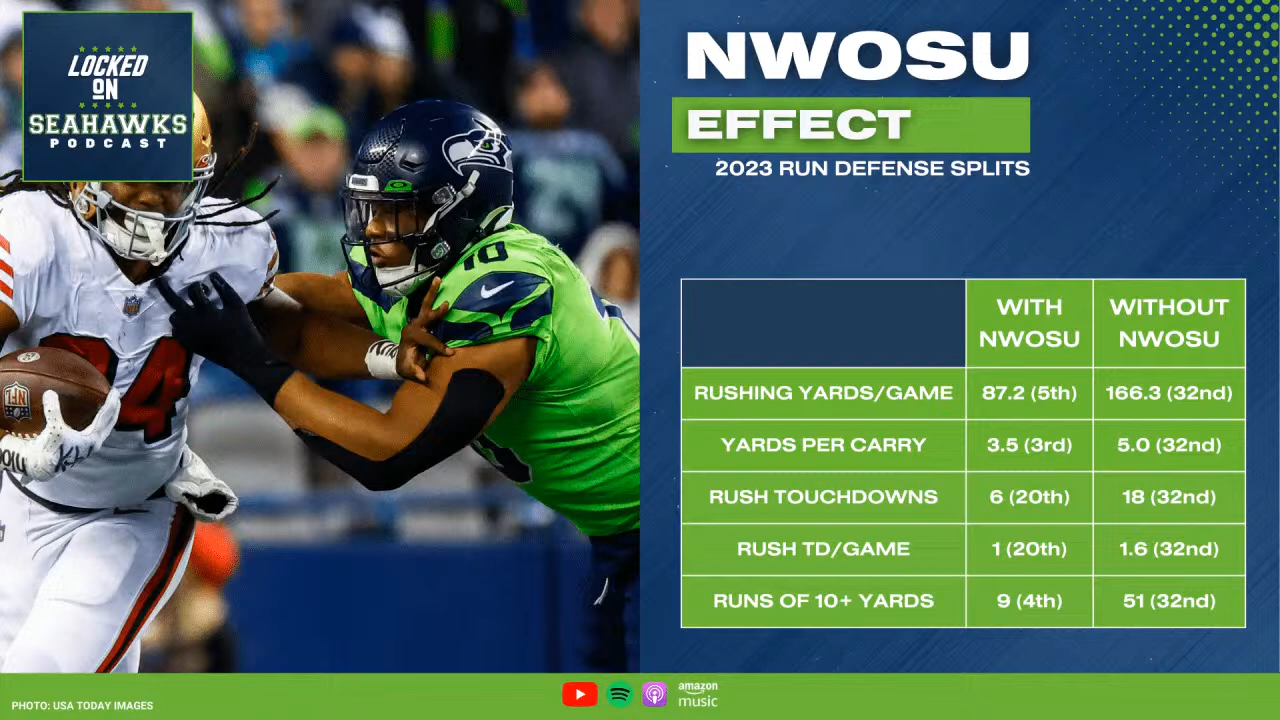 LOCKED
ON
SEAHAWKS
PODCAST
NWOSU
EFFECT
2023 RUN DEFENSE SPLITS
WITH NWOSU
WITHOUT NWOSU
RUSHING YARDS/GAME 87.2 (5th) 166.3 (32nd)
YARDS PER CARRY 3.5 (3rd) 5.0 (32nd)
RUSH TOUCHDOWNS 6 (20th) 18 (32nd)
RUSH TD/GAME 1 (20th) 1.6 (32nd)
RUNS OF 10+ YARDS 9 (4th) 51 (32nd)
10
NFL
PHOTO: USA TODAY IMAGES
amazon
music